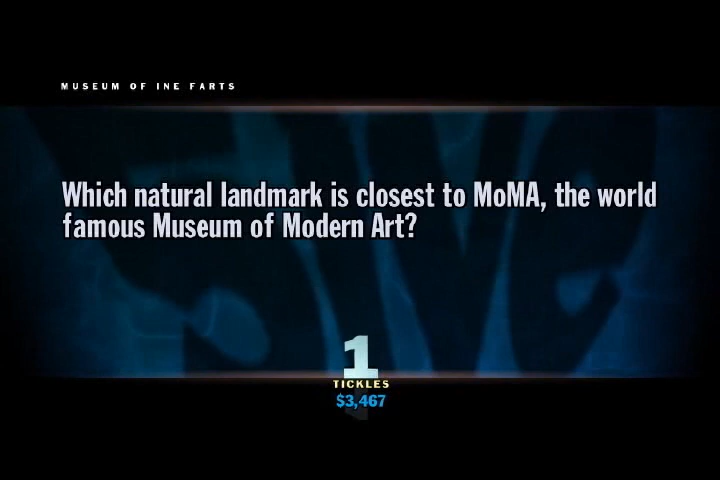 MUSEUM OF INE FARTS
Which natural landmark is closest to MoMA, the world
famous Museum of Modern Art?
five
1
TICKLES
$3,467